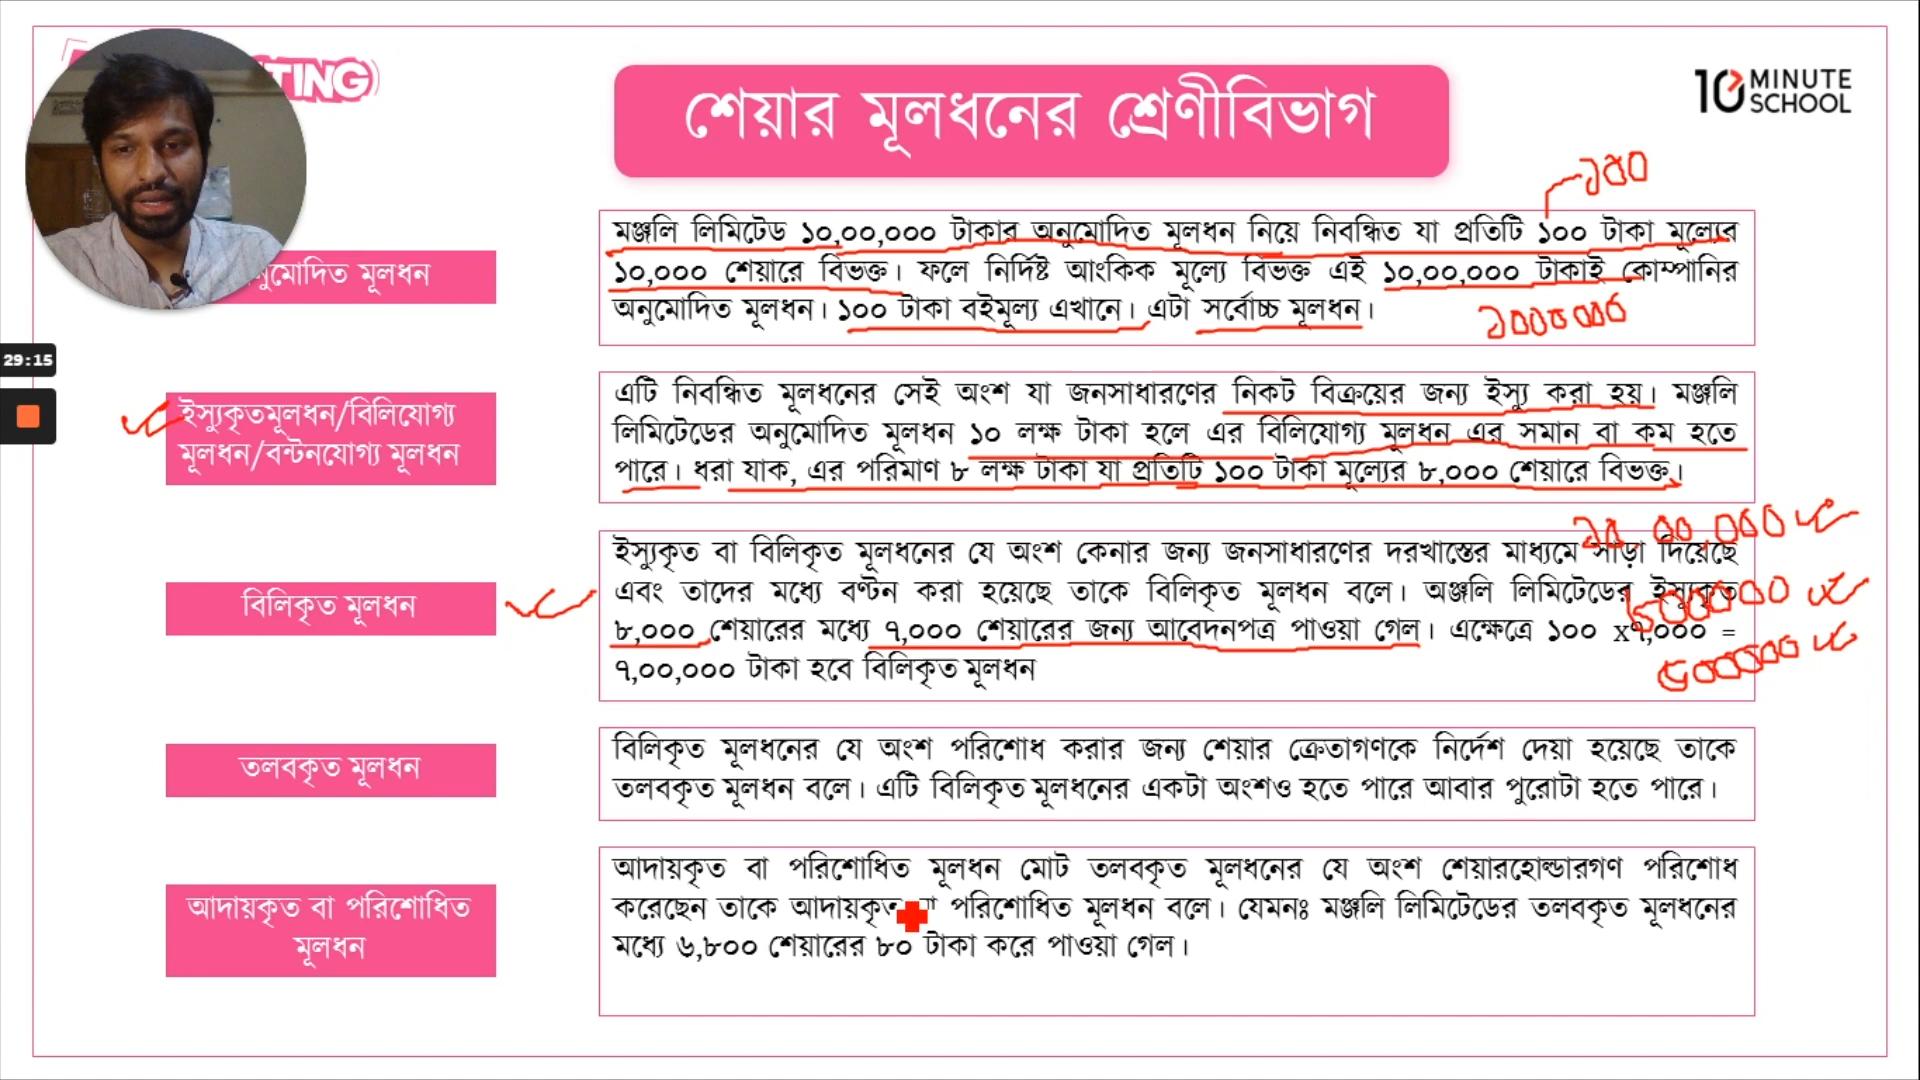 TING
শেয়ার মূলধনের শ্রেণীবিভাগ
10 MINUTE
SCHOOL
১০০
নুমোদিত মূলধন
মঞ্জলি লিমিটেড ১০,০০,০০০ টাকার অনুমোদিত মূলধন নিয়ে নিবন্ধিত যা প্রতিটি ১০০ টাকা মূল্যের
১০,০০০ শেয়ারে বিভক্ত। ফলে নির্দিষ্ট আংকিক মূল্যে বিভক্ত এই ১০,০০,০০০ টাকাই কোম্পানির
অনুমোদিত মূলধন। ১০০ টাকা বইমূল্য এখানে। এটা সর্বোচ্চ মূলধন।
১০০০০০০
29:15
ইস্যুকৃতমূলধন/বিলিযোগ্য
মূলধন/বন্টনযোগ্য মূলধন
এটি নিবন্ধিত মূলধনের সেই অংশ যা জনসাধারণের নিকট বিক্রয়ের জন্য ইস্যু করা হয়। মঞ্জলি
লিমিটেডের অনুমোদিত মূলধন ১০ লক্ষ টাকা হলে এর বিলিযোগ্য মূলধন এর সমান বা কম হতে
পারে। ধরা যাক, এর পরিমাণ ৮ লক্ষ টাকা যা প্রতিটি ১০০ টাকা মূল্যের ৮,০০০ শেয়ারে বিভক্ত।
১০,০০,০০০
৮০০০০০
বিলিকৃত মূলধন
ইস্যুকৃত বা বিলিকৃত মূলধনের যে অংশ কেনার জন্য জনসাধারণের দরখাস্তের মাধ্যমে সাড়া দিয়েছে
এবং তাদের মধ্যে বণ্টন করা হয়েছে তাকে বিলিকৃত মূলধন বলে। অঞ্জলি লিমিটেডের ইস্যুকৃত
৮,০০০ শেয়ারের মধ্যে ৭,০০০ শেয়ারের জন্য আবেদনপত্র পাওয়া গেল। এক্ষেত্রে ১০০ x৭,০০০ =
৭,০০,০০০ টাকা হবে বিলিকৃত মূলধন
তলবকৃত মূলধন
বিলিকৃত মূলধনের যে অংশ পরিশোধ করার জন্য শেয়ার ক্রেতাগণকে নির্দেশ দেয়া হয়েছে তাকে
তলবকৃত মূলধন বলে। এটি বিলিকৃত মূলধনের একটা অংশও হতে পারে আবার পুরোটা হতে পারে।
আদায়কৃত বা পরিশোধিত
মূলধন
আদায়কৃত বা পরিশোধিত মূলধন মোট তলবকৃত মূলধনের যে অংশ শেয়ারহোল্ডারগণ পরিশোধ
করেছেন তাকে আদায়কৃত বা পরিশোধিত মূলধন বলে। যেমনঃ মঞ্জলি লিমিটেডের তলবকৃত মূলধনের
মধ্যে ৬,৮০০ শেয়ারের ৮০ টাকা করে পাওয়া গেল।